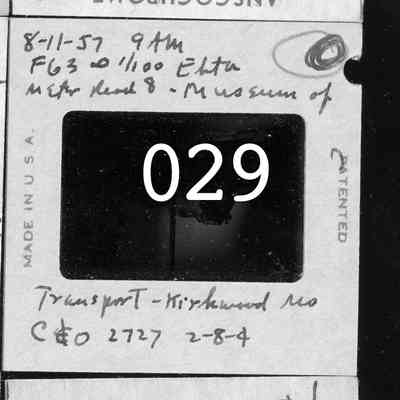 ANSCOCHROME
8-11-57 9AM
F63 ∞ 1/100 Ekta
Meter Read 8 - Museum of
029
MADE IN U.S.A.
PATENTED
Transport - Kirkwood Mo
C&O 2727 2-8-4